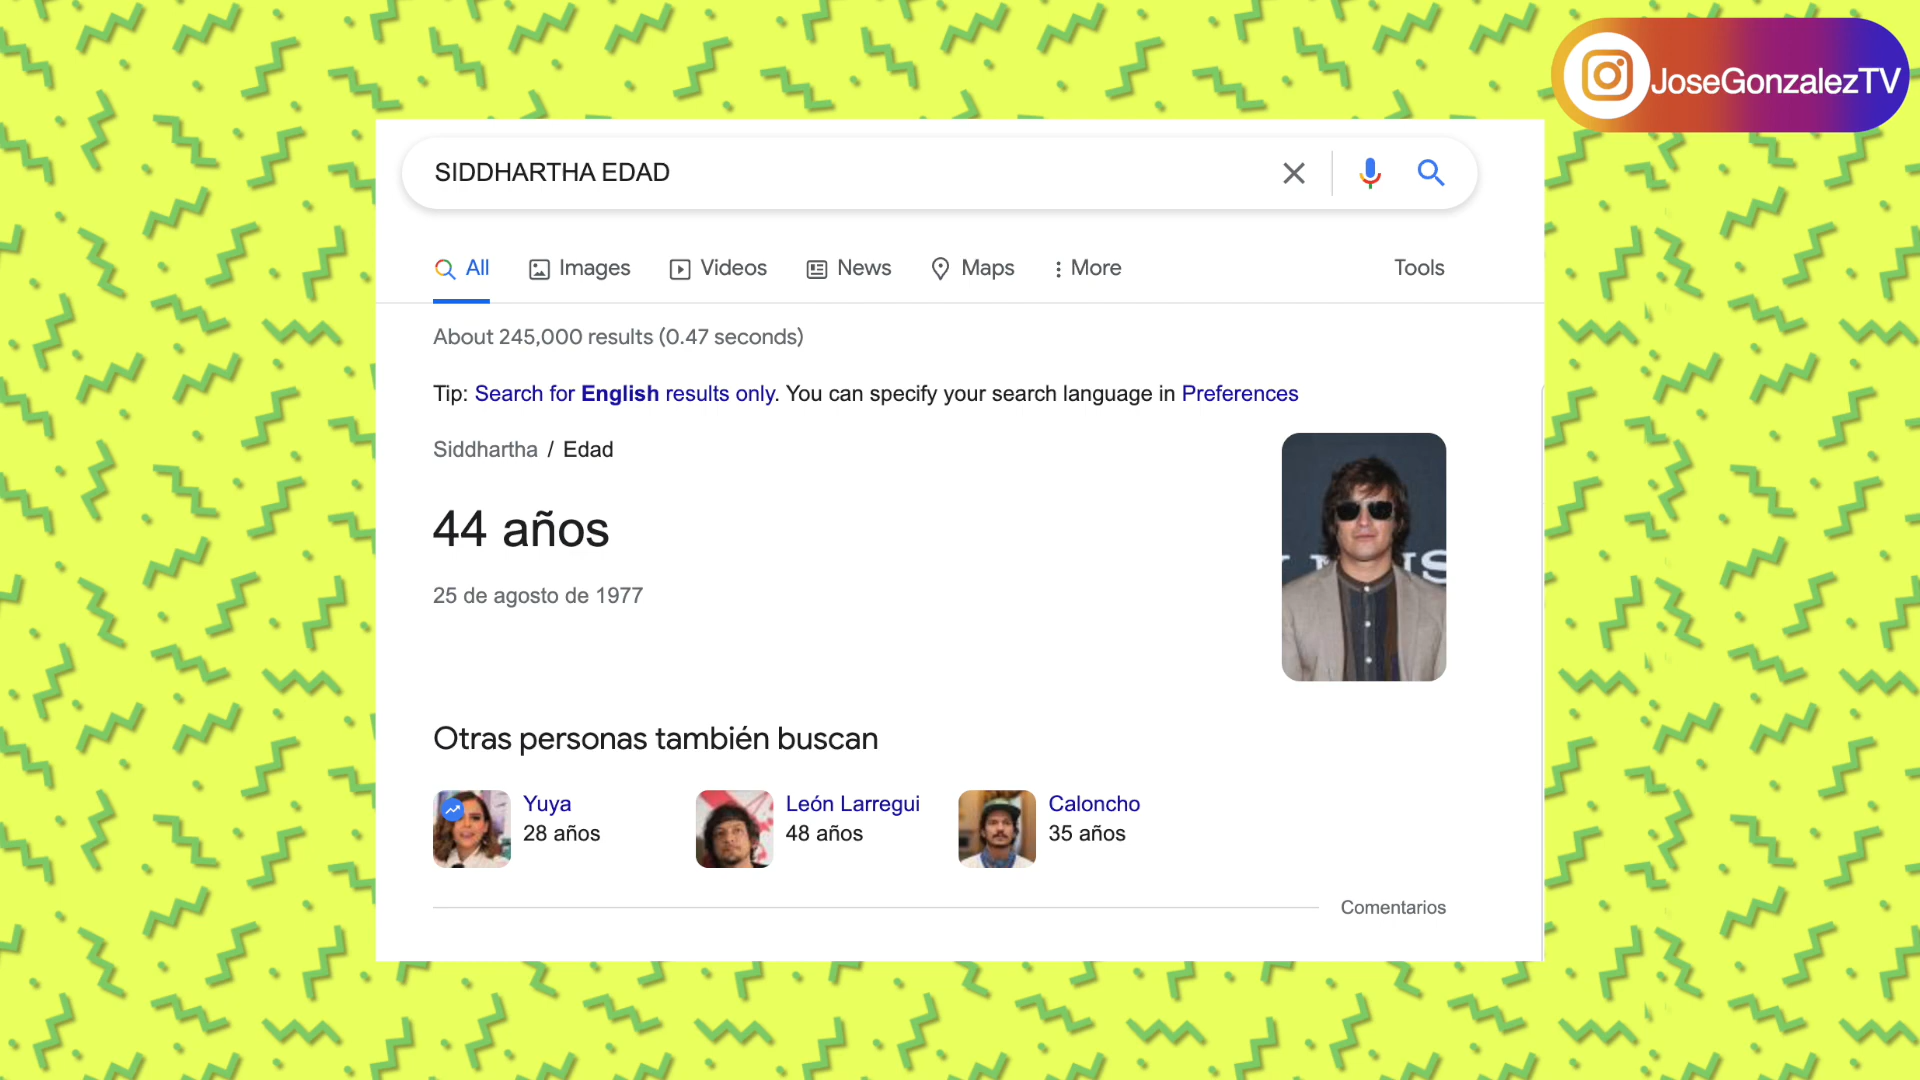 JoseGonzalezTV
SIDDHARTHA EDAD
All Images Videos News Maps More Tools
About 245,000 results (0.47 seconds)
Tip: Search for English results only. You can specify your search language in Preferences
Siddhartha / Edad
44 años
25 de agosto de 1977
Otras personas también buscan
Yuya León Larregui Caloncho
28 años 48 años 35 años
Comentarios